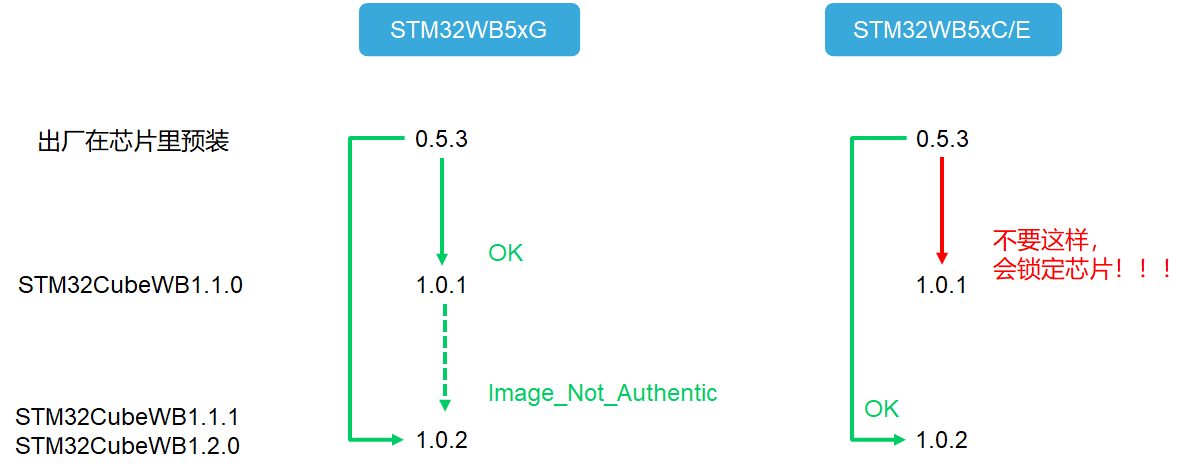 STM32WB5xG
STM32WB5xC/E
出厂在芯片里预装
0.5.3
0.5.3
OK
不要这样，
会锁定芯片！！！
STM32CubeWB1.1.0
1.0.1
1.0.1
Image_Not_Authentic
OK
STM32CubeWB1.1.1
STM32CubeWB1.2.0
1.0.2
1.0.2